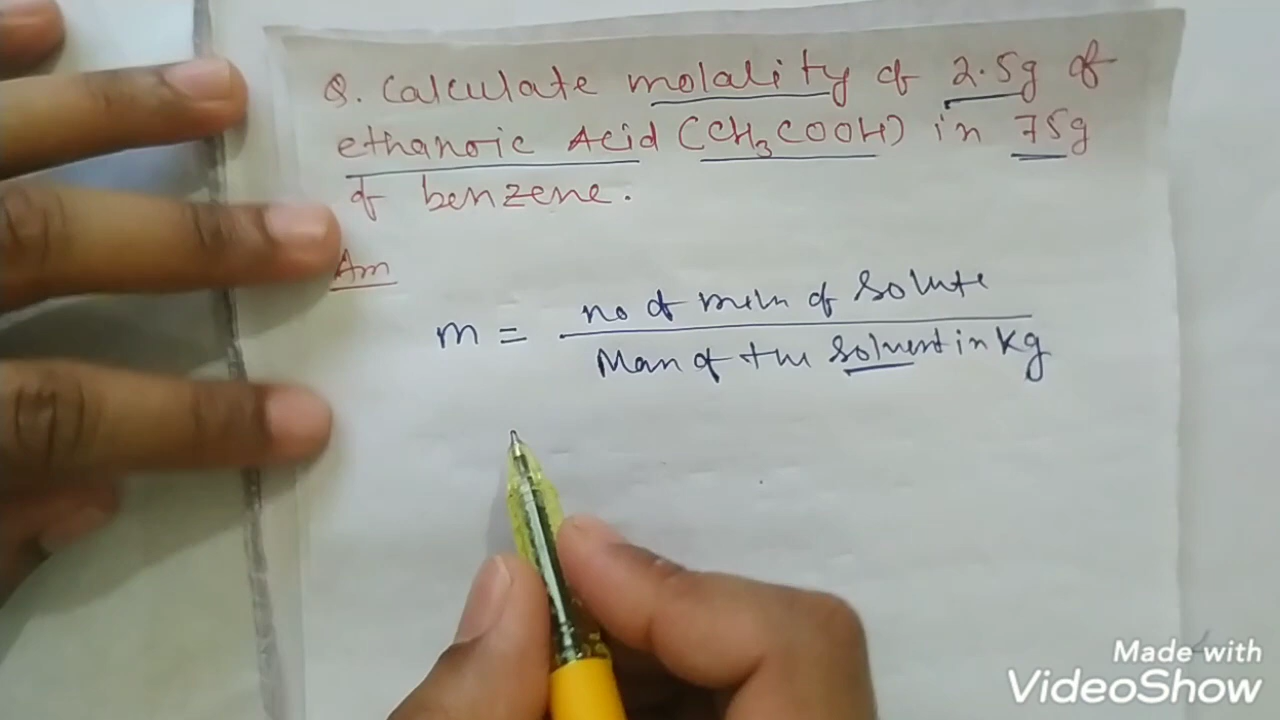 Q. Calculate molality of 2.5g of
ethanoic Acid (CH₃COOH) in 75g
of benzene.
Ans
m = no of moles of solute
Mass of the solvent in kg
Made with
VideoShow